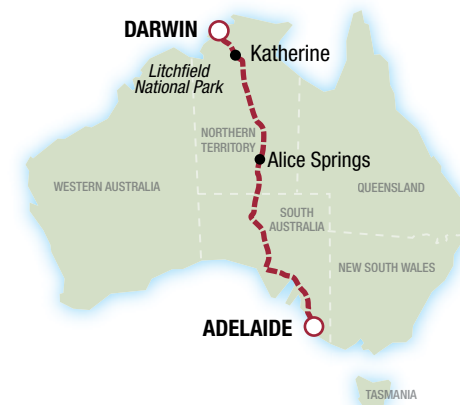 DARWIN
Katherine
Litchfield
National Park
NORTHERN
TERRITORY
Alice Springs
WESTERN AUSTRALIA
QUEENSLAND
SOUTH
AUSTRALIA
NEW SOUTH WALES
ADELAIDE
TASMANIA